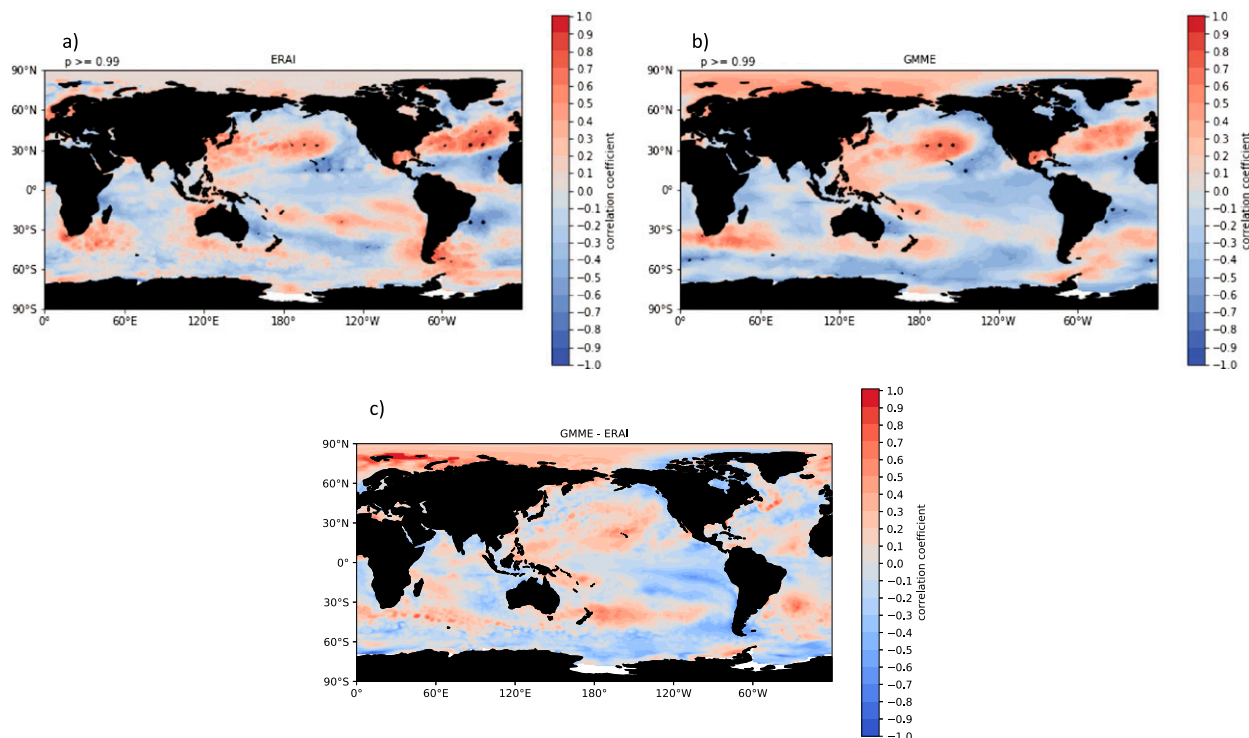 a)
p >= 0.99
ERAI
90°N
60°N
30°N
0°
30°S
60°S
90°S
0°
60°E
120°E
180°
120°W
60°W
1.0
0.9
0.8
0.7
0.6
0.5
0.4
0.3
0.2
0.1
0.0
−0.1
−0.2
−0.3
−0.4
−0.5
−0.6
−0.7
−0.8
−0.9
−1.0
correlation coefficient
b)
p >= 0.99
GMME
90°N
60°N
30°N
0°
30°S
60°S
90°S
0°
60°E
120°E
180°
120°W
60°W
1.0
0.9
0.8
0.7
0.6
0.5
0.4
0.3
0.2
0.1
0.0
−0.1
−0.2
−0.3
−0.4
−0.5
−0.6
−0.7
−0.8
−0.9
−1.0
correlation coefficient
c)
GMME - ERAI
90°N
60°N
30°N
0°
30°S
60°S
90°S
0°
60°E
120°E
180°
120°W
60°W
1.0
0.9
0.8
0.7
0.6
0.5
0.4
0.3
0.2
0.1
0.0
−0.1
−0.2
−0.3
−0.4
−0.5
−0.6
−0.7
−0.8
−0.9
−1.0
correlation coefficient